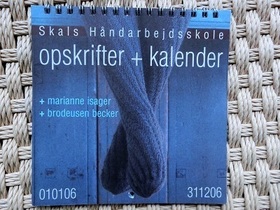 Skals Håndarbejdsskole
opskrifter + kalender
+ marianne isager
+ brodeusen becker
010106 311206